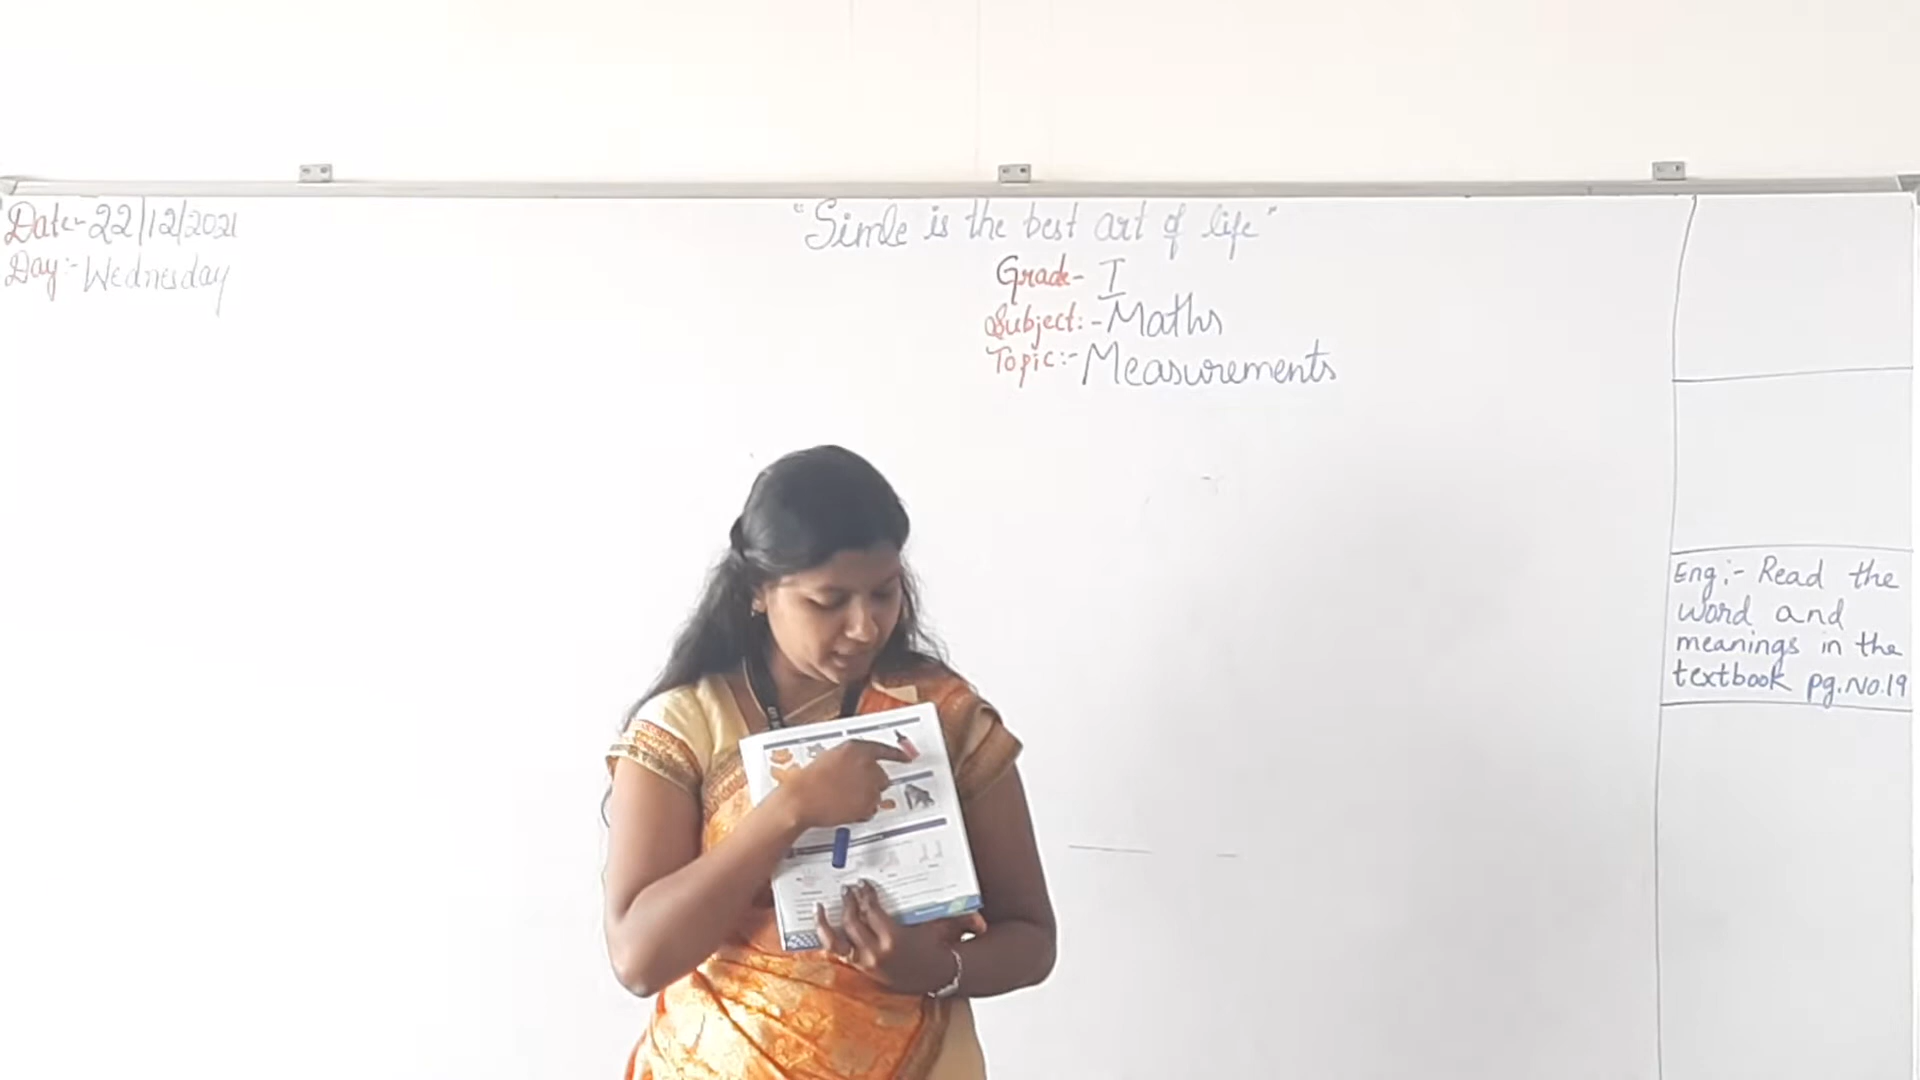 Date:-22/12/2021
Day:-Wednesday
"Simle is the best art of life"
Grade- I
Subject:-Maths
Topic:-Measurements
Eng:- Read the
word and
meanings in the
textbook pg.No.19